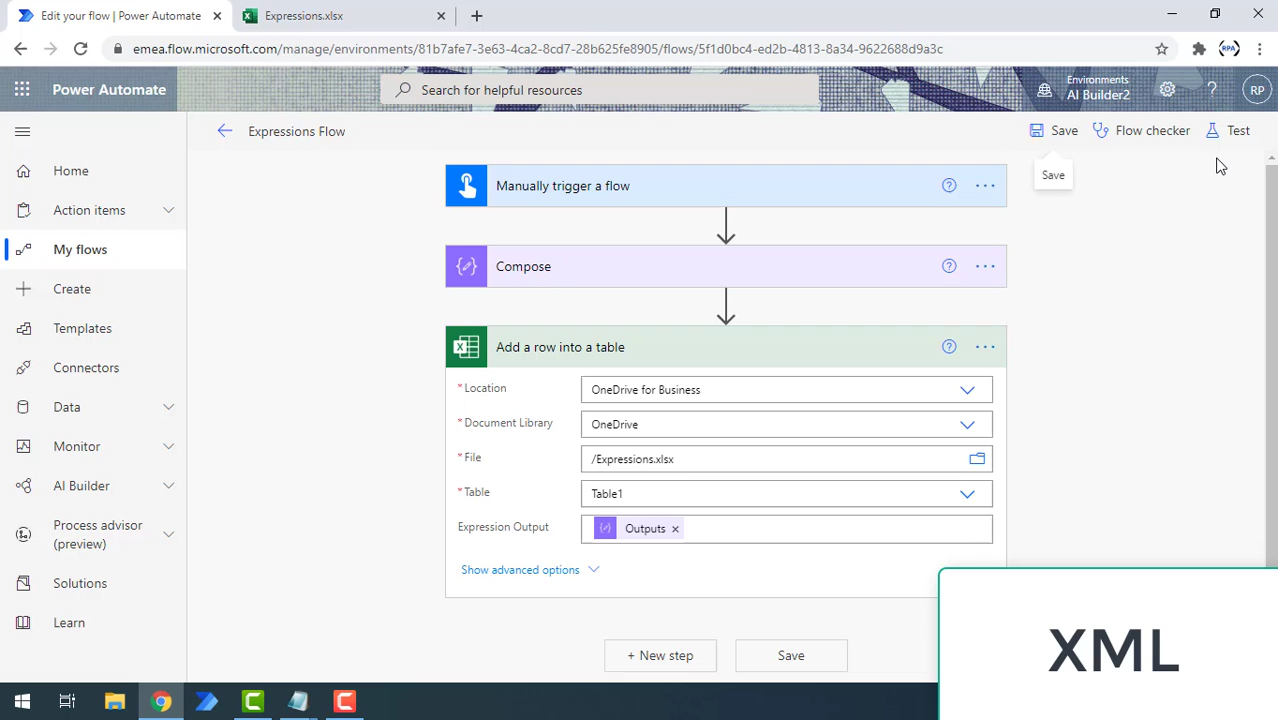 Edit your flow | Power Automate
Expressions.xlsx
emea.flow.microsoft.com/manage/environments/81b7afe7-3e63-4ca2-8cd7-28b625fe8905/flows/5f1d0bc4-ed2b-4813-8a34-9622688d9a3c
RPA
Power Automate
Search for helpful resources
Environments
AI Builder2
RP
Expressions Flow
Save
Flow checker
Test
Save
Home
Action items
My flows
Create
Templates
Connectors
Data
Monitor
AI Builder
Process advisor
(preview)
Solutions
Learn
Manually trigger a flow
Compose
Add a row into a table
* Location
OneDrive for Business
* Document Library
OneDrive
* File
/Expressions.xlsx
* Table
Table1
Expression Output
Outputs
Show advanced options
+ New step
Save
XML